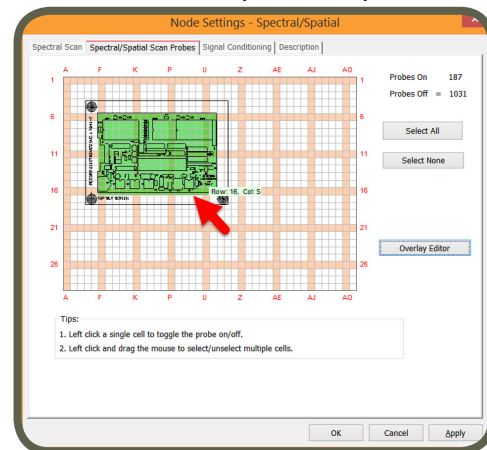 Node Settings - Spectral/Spatial
Spectral Scan Spectral/Spatial Scan Probes Signal Conditioning Description
A F K P U Z AE AJ AO
1 1
Probes On 187
Probes Off = 1031
6 6
Select All
11 11
Select None
16 16
Row: 16, Col: S
21 21
Overlay Editor
26 26
A F K P U Z AE AJ AO
Tips:
1. Left click a single cell to toggle the probe on/off.
2. Left click and drag the mouse to select/unselect multiple cells.
OK Cancel Apply